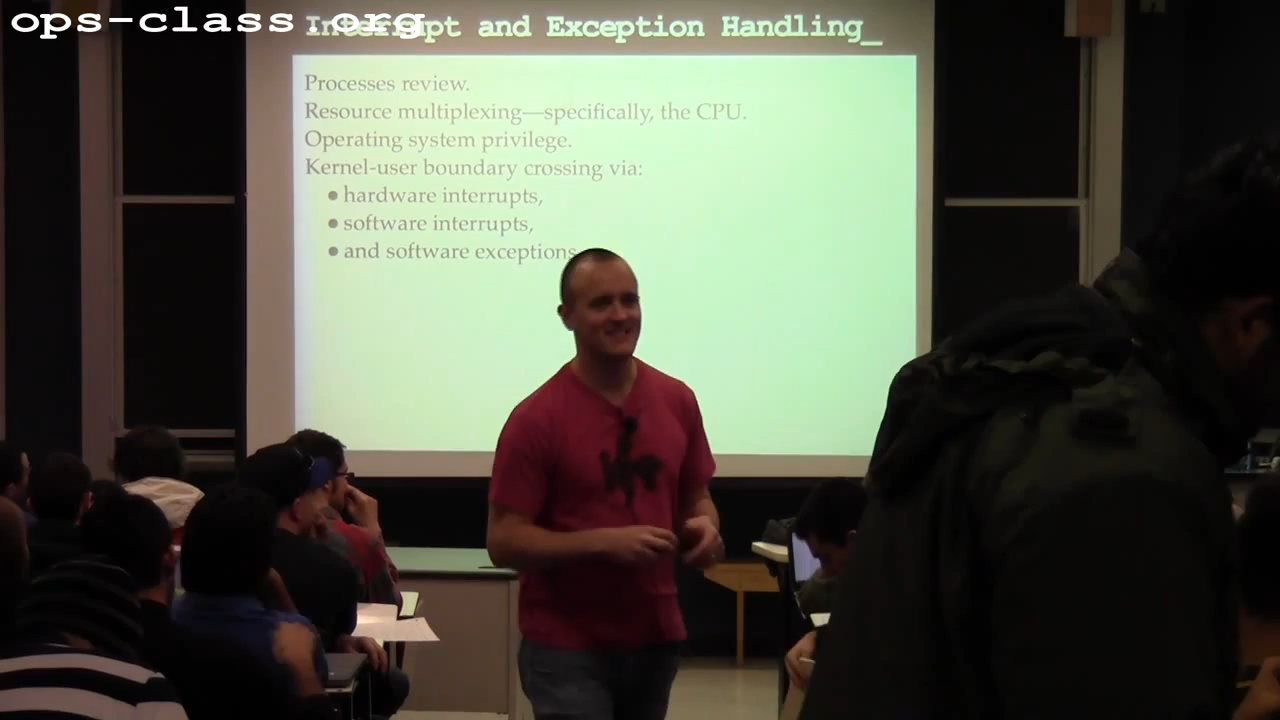 ops-class.org
Interrupt and Exception Handling_
Processes review.
Resource multiplexing—specifically, the CPU.
Operating system privilege.
Kernel-user boundary crossing via:
● hardware interrupts,
● software interrupts,
● and software exceptions